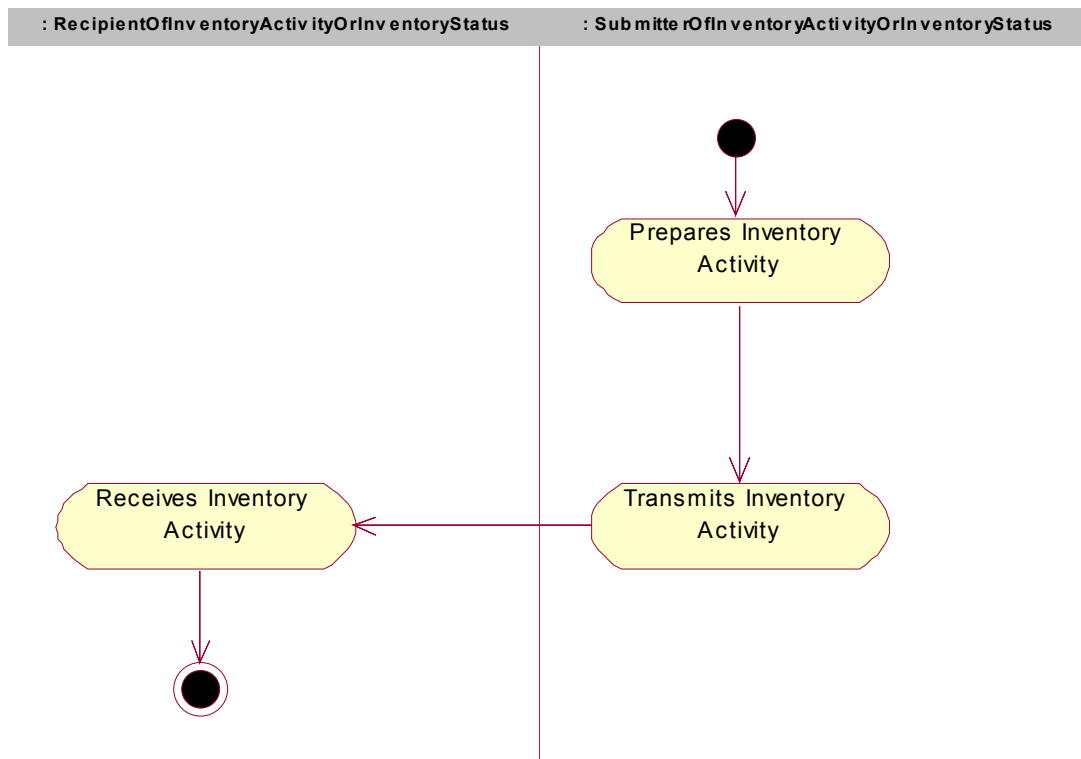 : RecipientOfInventoryActivityOrInventoryStatus
: SubmitterOfInventoryActivityOrInventoryStatus
Prepares Inventory
Activity
Receives Inventory
Activity
Transmits Inventory
Activity